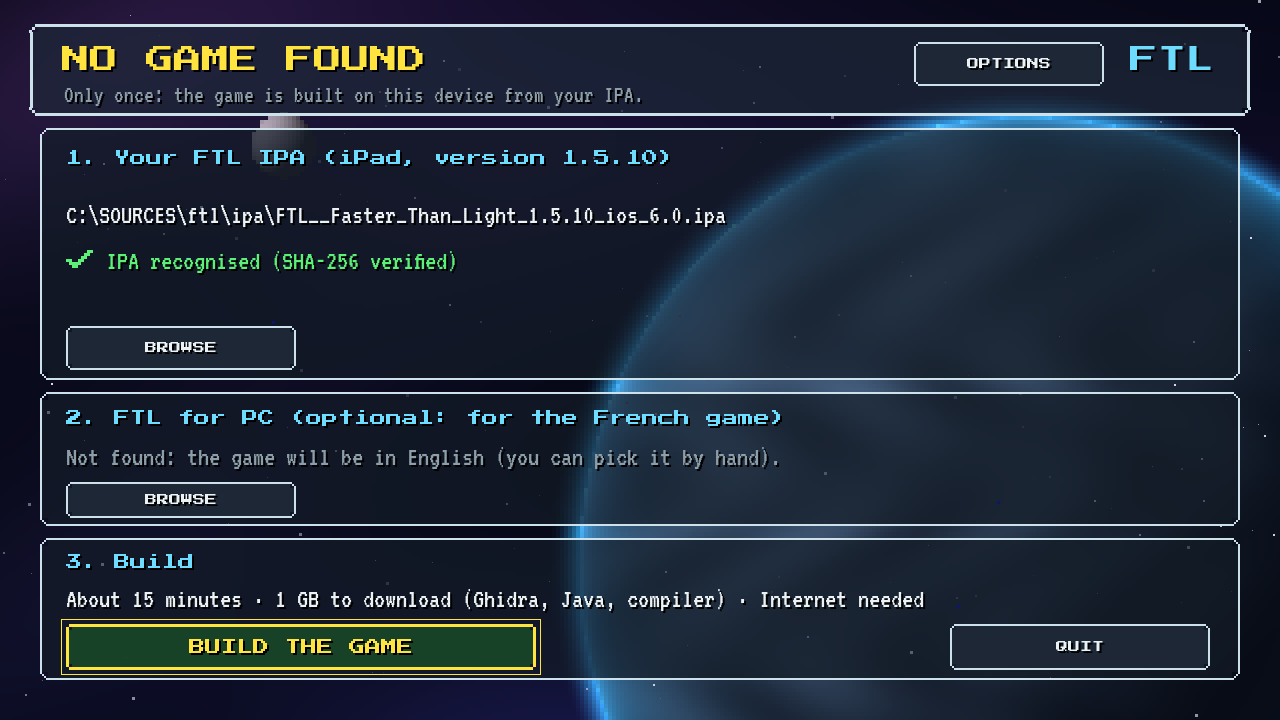 NO GAME FOUND
OPTIONS
FTL
Only once: the game is built on this device from your IPA.
1. Your FTL IPA (iPad, version 1.5.10)
C:\SOURCES\ftl\ipa\FTL__Faster_Than_Light_1.5.10_ios_6.0.ipa
IPA recognised (SHA-256 verified)
BROWSE
2. FTL for PC (optional: for the French game)
Not found: the game will be in English (you can pick it by hand).
BROWSE
3. Build
About 15 minutes · 1 GB to download (Ghidra, Java, compiler) · Internet needed
BUILD THE GAME
QUIT